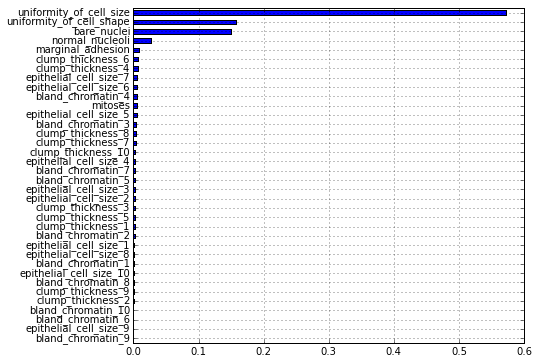 uniformity_of_cell_size
uniformity_of_cell_shape
bare_nuclei
normal_nucleoli
marginal_adhesion
clump_thickness_6
clump_thickness_4
epithelial_cell_size_7
epithelial_cell_size_6
bland_chromatin_4
mitoses
epithelial_cell_size_5
bland_chromatin_3
clump_thickness_8
clump_thickness_7
clump_thickness_10
epithelial_cell_size_4
bland_chromatin_7
bland_chromatin_5
epithelial_cell_size_3
epithelial_cell_size_2
clump_thickness_3
clump_thickness_5
clump_thickness_1
bland_chromatin_2
epithelial_cell_size_1
epithelial_cell_size_8
bland_chromatin_1
epithelial_cell_size_10
bland_chromatin_8
clump_thickness_9
clump_thickness_2
bland_chromatin_10
bland_chromatin_6
epithelial_cell_size_9
bland_chromatin_9
0.0 0.1 0.2 0.3 0.4 0.5 0.6